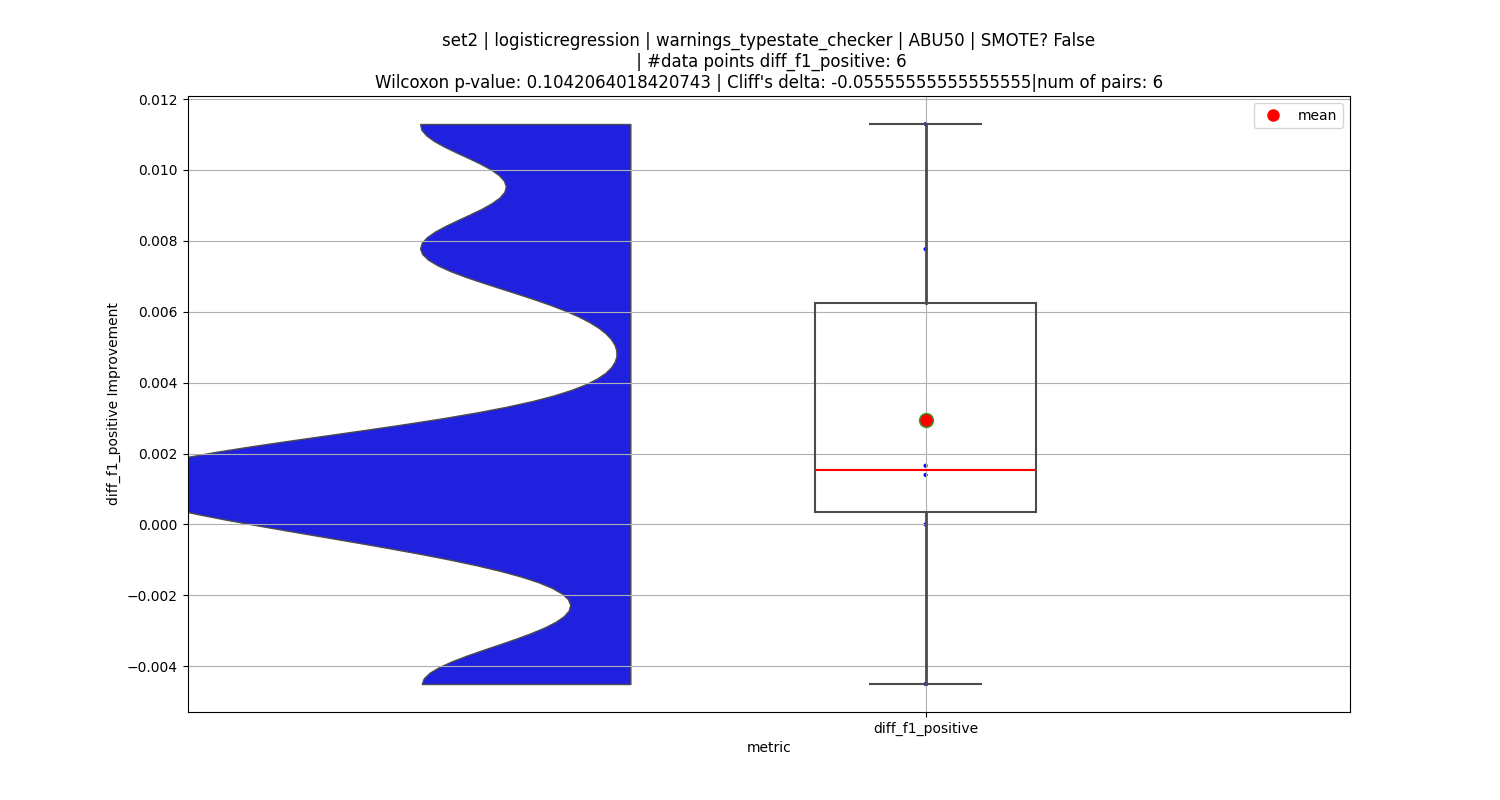 set2 | logisticregression | warnings_typestate_checker | ABU50 | SMOTE? False
| #data points diff_f1_positive: 6
Wilcoxon p-value: 0.1042064018420743 | Cliff's delta: -0.05555555555555555|num of pairs: 6
mean
0.012
0.010
0.008
0.006
0.004
0.002
0.000
−0.002
−0.004
diff_f1_positive Improvement
diff_f1_positive
metric